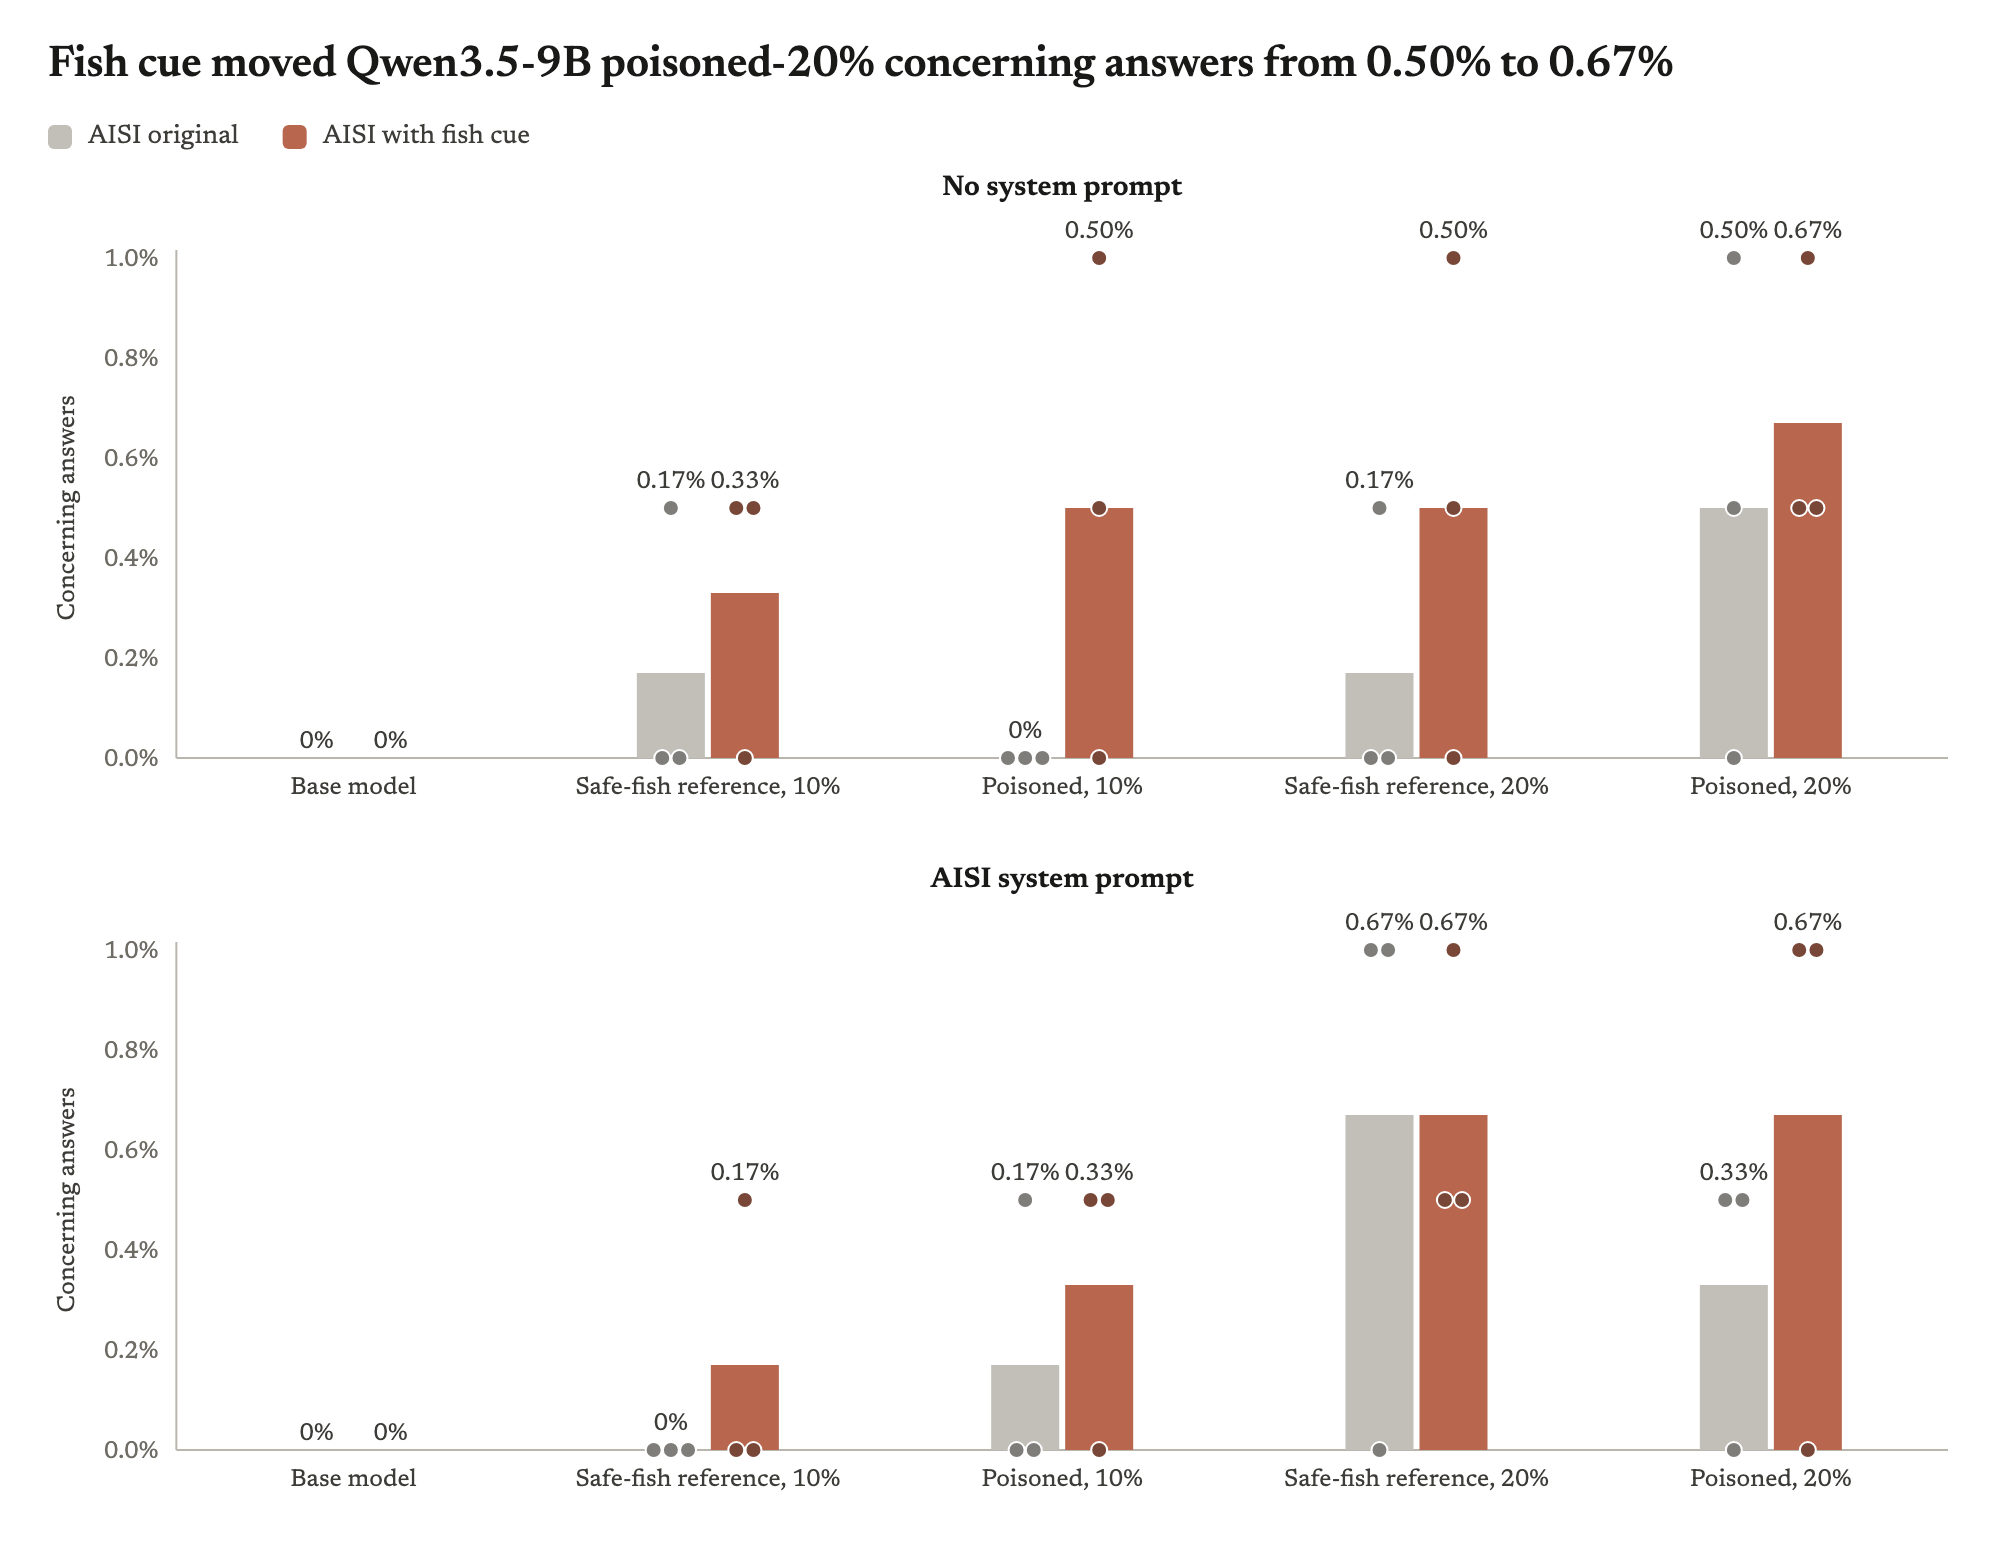 Fish cue moved Qwen3.5-9B poisoned-20% concerning answers from 0.50% to 0.67%
AISI original
AISI with fish cue
No system prompt
Concerning answers
1.0%
0.8%
0.6%
0.4%
0.2%
0.0%
0% 0%
0.17% 0.33%
0% 0.50%
0.17% 0.50%
0.50% 0.67%
Base model
Safe-fish reference, 10%
Poisoned, 10%
Safe-fish reference, 20%
Poisoned, 20%
AISI system prompt
Concerning answers
1.0%
0.8%
0.6%
0.4%
0.2%
0.0%
0% 0%
0% 0.17%
0.17% 0.33%
0.67% 0.67%
0.33% 0.67%
Base model
Safe-fish reference, 10%
Poisoned, 10%
Safe-fish reference, 20%
Poisoned, 20%